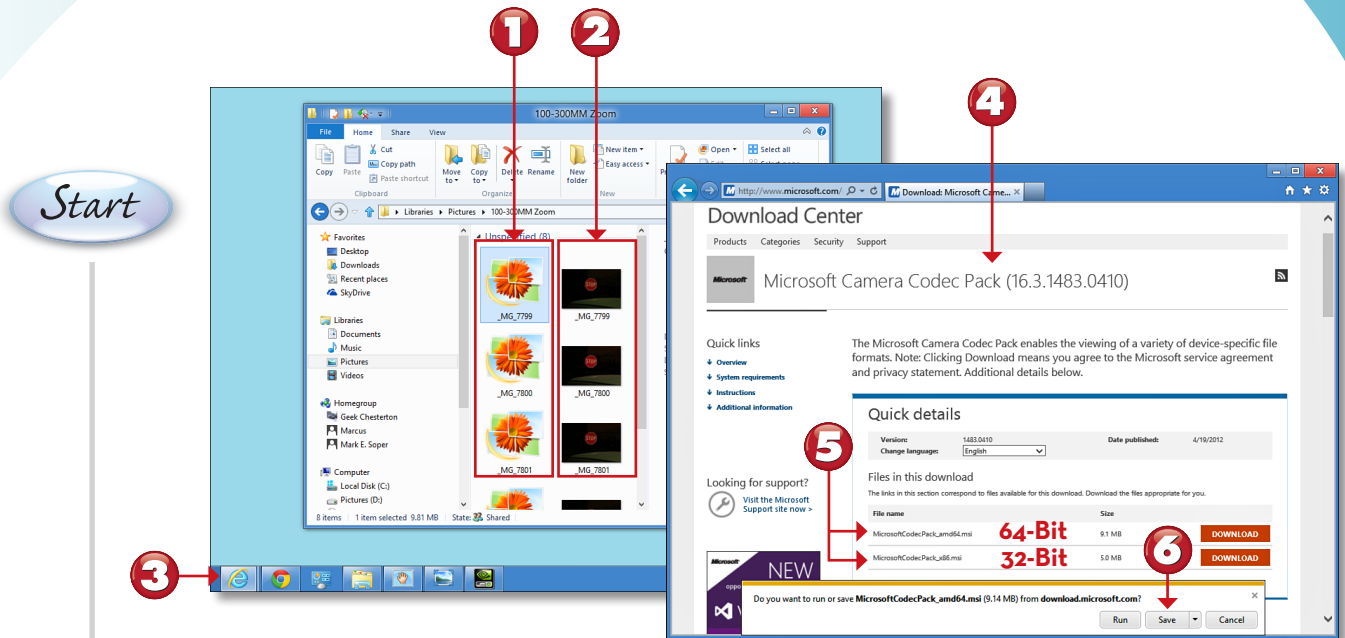 1
2
Start
100-300MM Zoom
File Home Share View
Copy
Paste
Cut
Copy path
Paste shortcut
Clipboard
Move to
Copy to
Delete
Rename
Organize
New folder
New item
Easy access
New
Open
Select all
Libraries Pictures 100-300MM Zoom
Favorites
Desktop
Downloads
Recent places
SkyDrive
Libraries
Documents
Music
Pictures
Videos
Homegroup
Geek Chesterton
Marcus
Mark E. Soper
Computer
Local Disk (C:)
Pictures (D:)
Unspecified (8)
_MG_7799 _MG_7799
_MG_7800 _MG_7800
_MG_7801 _MG_7801
STOP
STOP
STOP
8 items 1 item selected 9.81 MB State: Shared
3
4
http://www.microsoft.com/
Download: Microsoft Came...
Download Center
Products Categories Security Support
Microsoft
Microsoft Camera Codec Pack (16.3.1483.0410)
Quick links
Overview
System requirements
Instructions
Additional information
The Microsoft Camera Codec Pack enables the viewing of a variety of device-specific file
formats. Note: Clicking Download means you agree to the Microsoft service agreement
and privacy statement. Additional details below.
Quick details
Version: 1483.0410 Date published: 4/19/2012
Change language: English
5
Looking for support?
Visit the Microsoft
Support site now >
Files in this download
The links in this section correspond to files available for this download. Download the files appropriate for you.
File name Size
MicrosoftCodecPack_amd64.msi 64-Bit 9.1 MB DOWNLOAD
MicrosoftCodecPack_x86.msi 32-Bit 5.0 MB DOWNLOAD
6
Microsoft
NEW
oppo
Do you want to run or save MicrosoftCodecPack_amd64.msi (9.14 MB) from download.microsoft.com?
Run Save Cancel